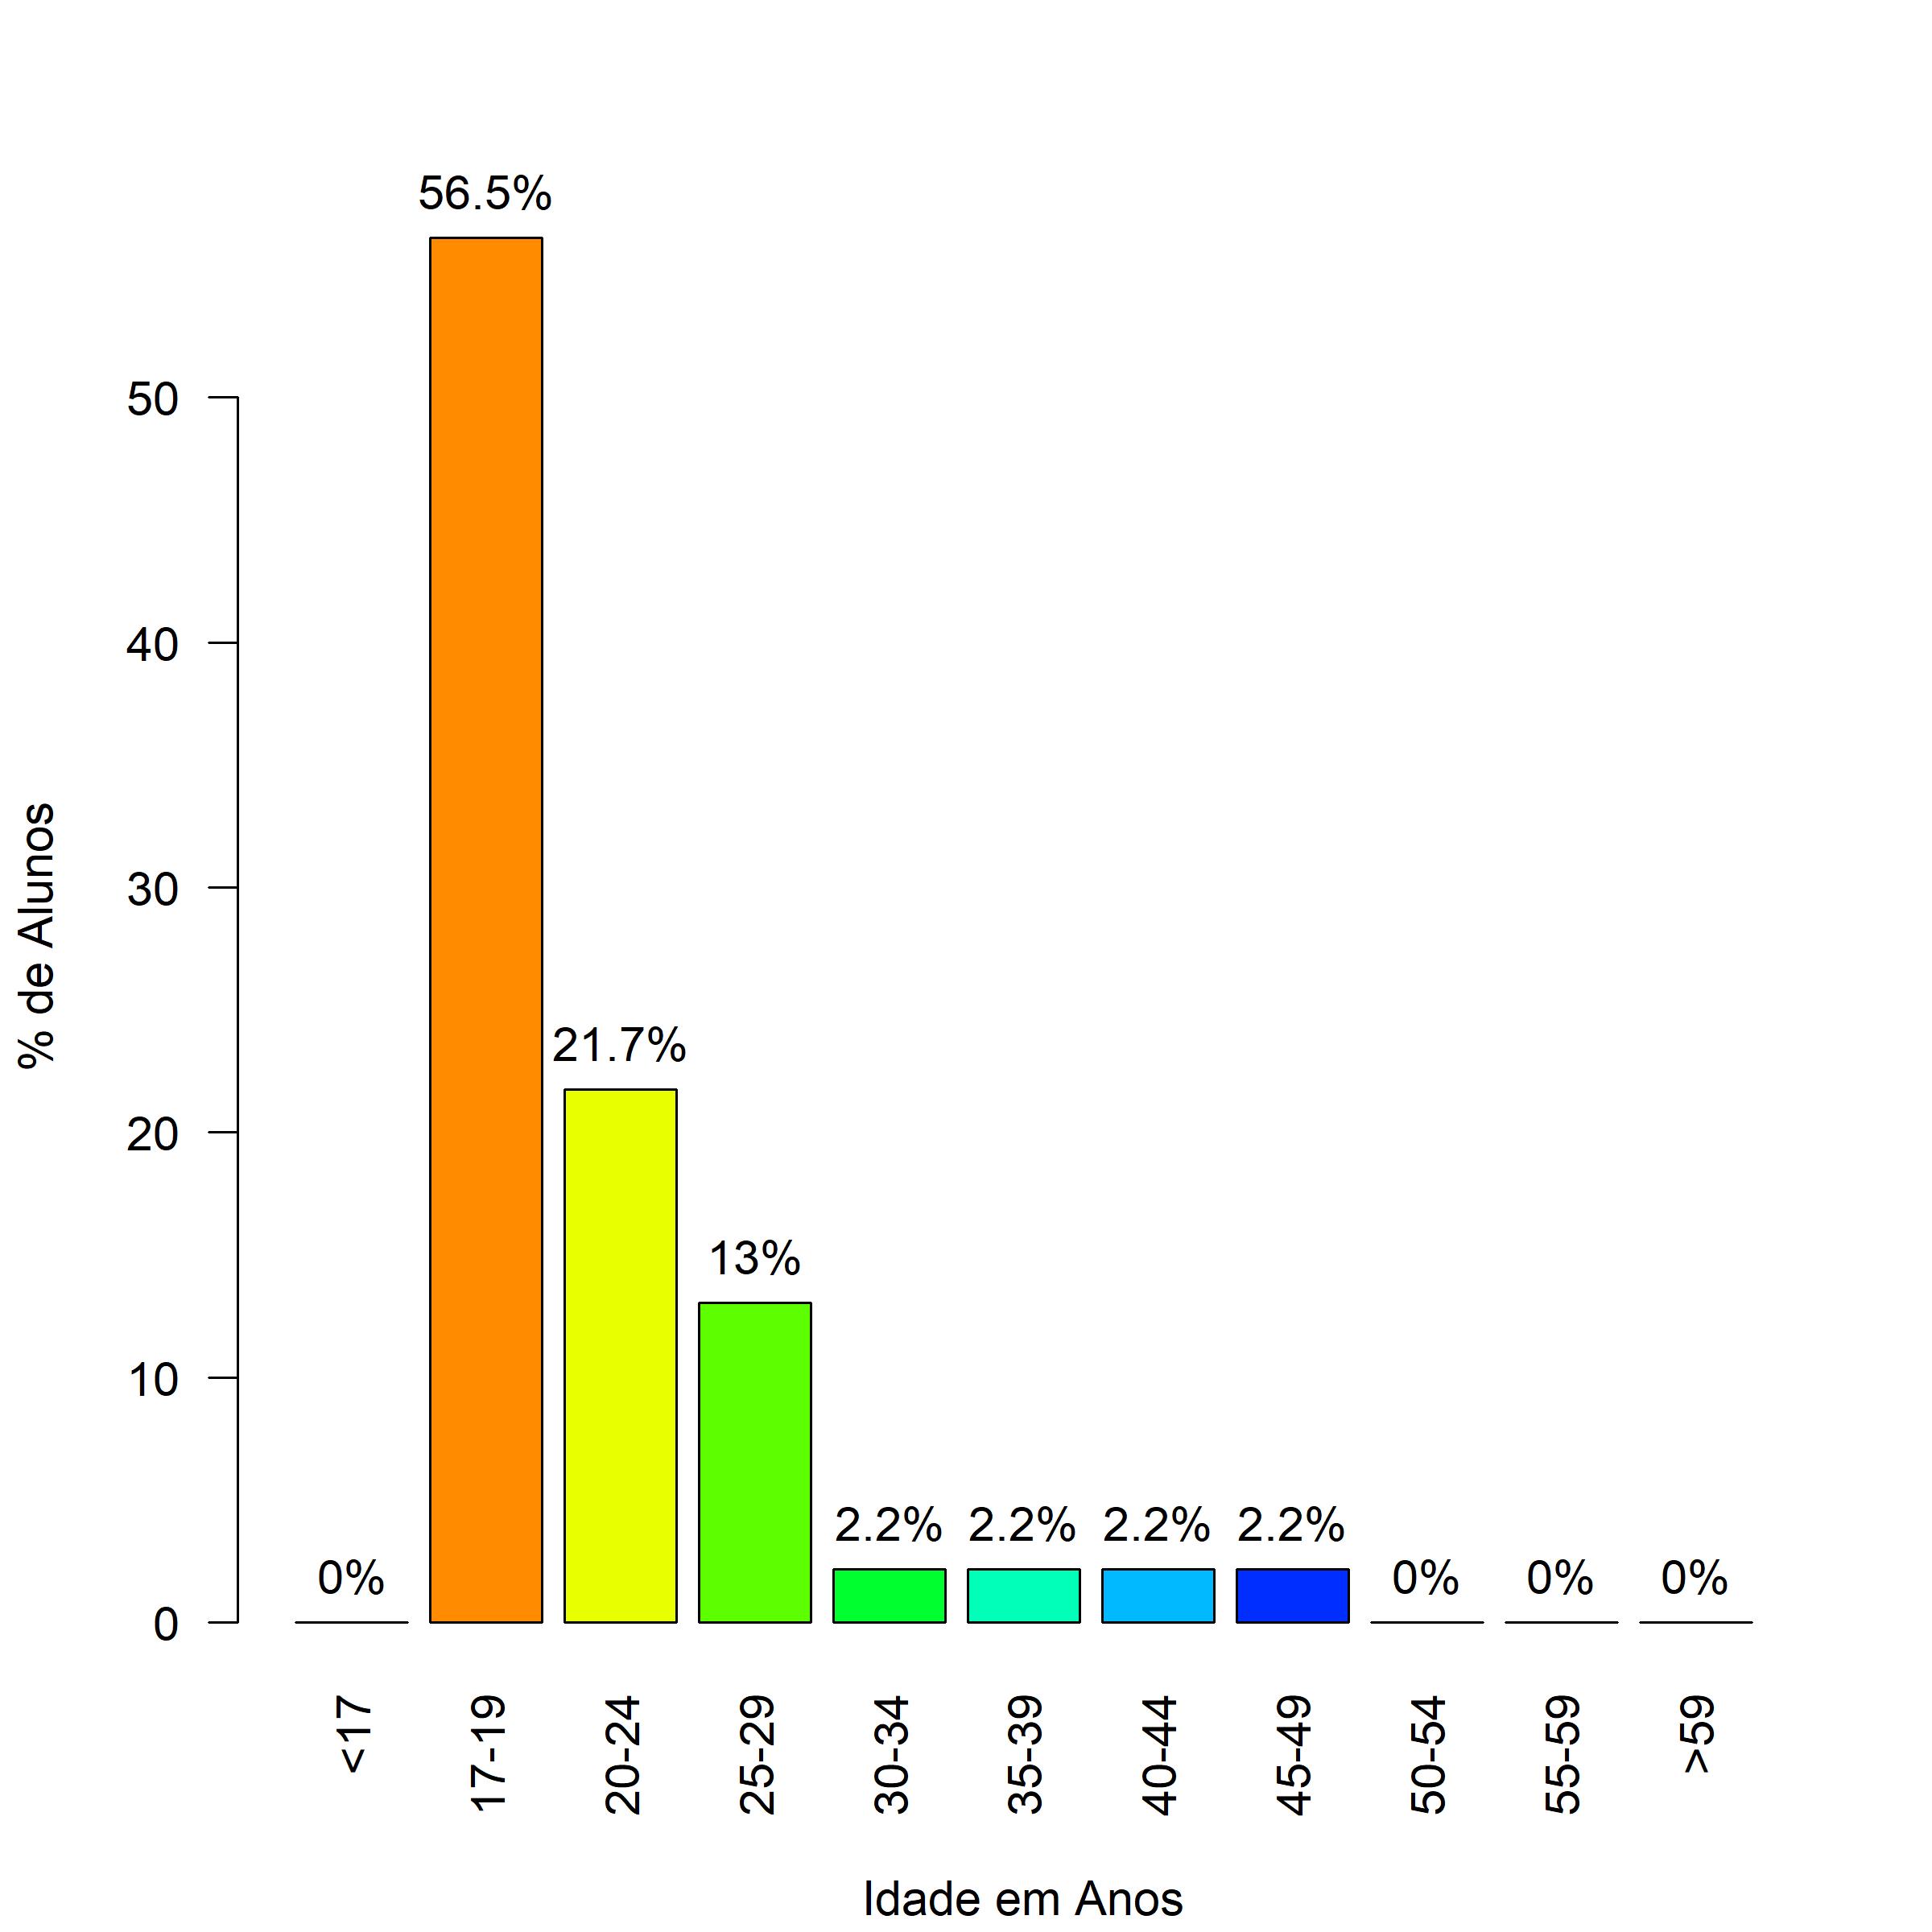 56.5%
21.7%
13%
2.2% 2.2% 2.2% 2.2%
0% 0% 0% 0%
50
40
30
20
10
0
% de Alunos
<17 17-19 20-24 25-29 30-34 35-39 40-44 45-49 50-54 55-59 >59
Idade em Anos